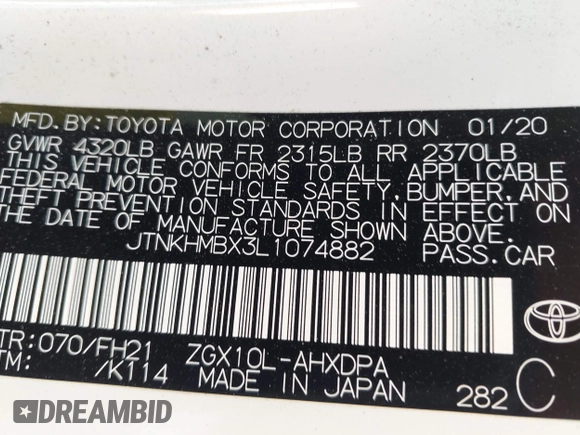 MFD. BY: TOYOTA MOTOR CORPORATION 01/20
GVWR 4320LB GAWR FR 2315LB RR 2370LB
THIS VEHICLE CONFORMS TO ALL APPLICABLE
FEDERAL MOTOR VEHICLE SAFETY, BUMPER, AND
THEFT PREVENTION STANDARDS IN EFFECT ON
THE DATE OF MANUFACTURE SHOWN ABOVE.
JTNKHMBX3L1074882 PASS. CAR
TR: 070/FH21 ZGX10L-AHXDPA
TM: /K114 MADE IN JAPAN 282 C
DREAMBID